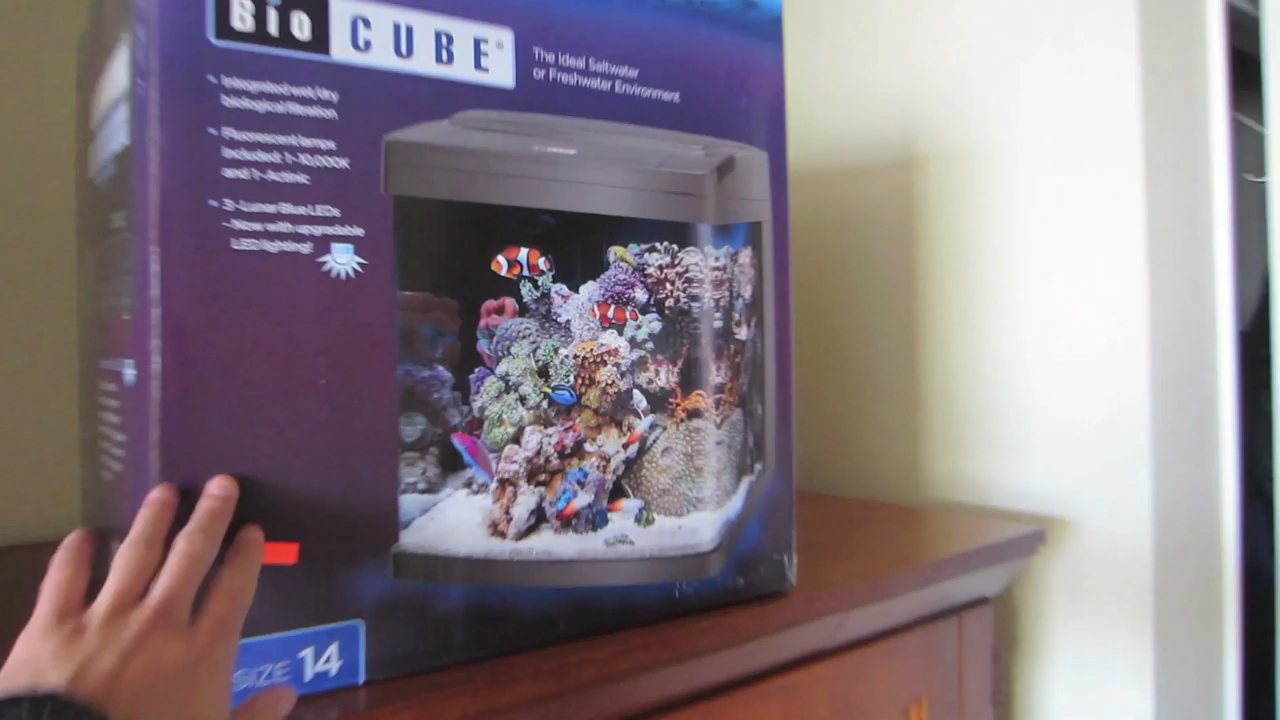 Bio CUBE®
The Ideal Saltwater
or Freshwater Environment
Integrated wet/dry
biological filtration
Fluorescent lamps
included: 1-10,000K
and 1-Actinic
3-Lunar Blue LEDs
-Now with upgradable
LED lighting!
SIZE 14